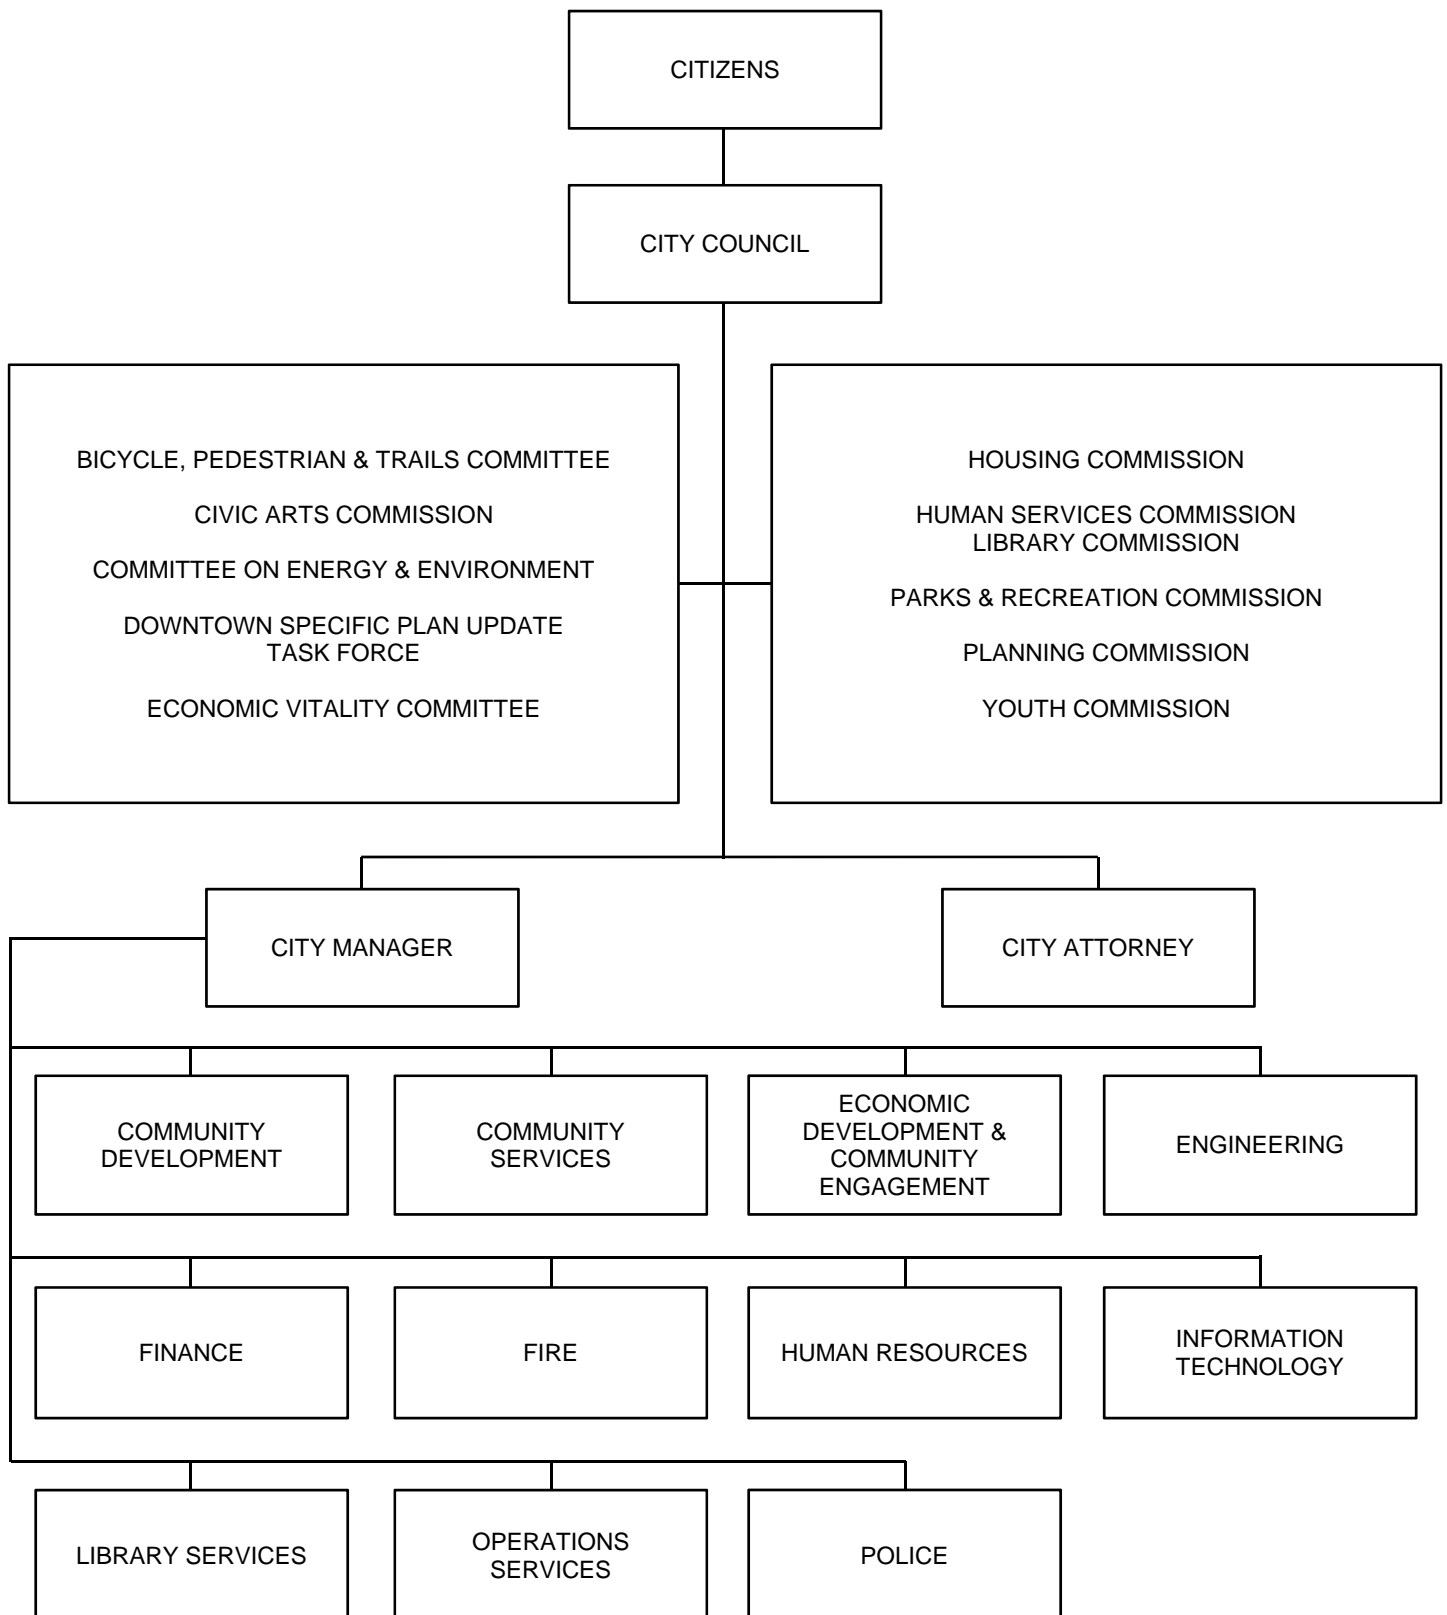 CITIZENS
CITY COUNCIL
BICYCLE, PEDESTRIAN & TRAILS COMMITTEE
CIVIC ARTS COMMISSION
COMMITTEE ON ENERGY & ENVIRONMENT
DOWNTOWN SPECIFIC PLAN UPDATE
TASK FORCE
ECONOMIC VITALITY COMMITTEE
HOUSING COMMISSION
HUMAN SERVICES COMMISSION
LIBRARY COMMISSION
PARKS & RECREATION COMMISSION
PLANNING COMMISSION
YOUTH COMMISSION
CITY MANAGER
CITY ATTORNEY
COMMUNITY
DEVELOPMENT
COMMUNITY
SERVICES
ECONOMIC
DEVELOPMENT &
COMMUNITY
ENGAGEMENT
ENGINEERING
FINANCE
FIRE
HUMAN RESOURCES
INFORMATION
TECHNOLOGY
LIBRARY SERVICES
OPERATIONS
SERVICES
POLICE